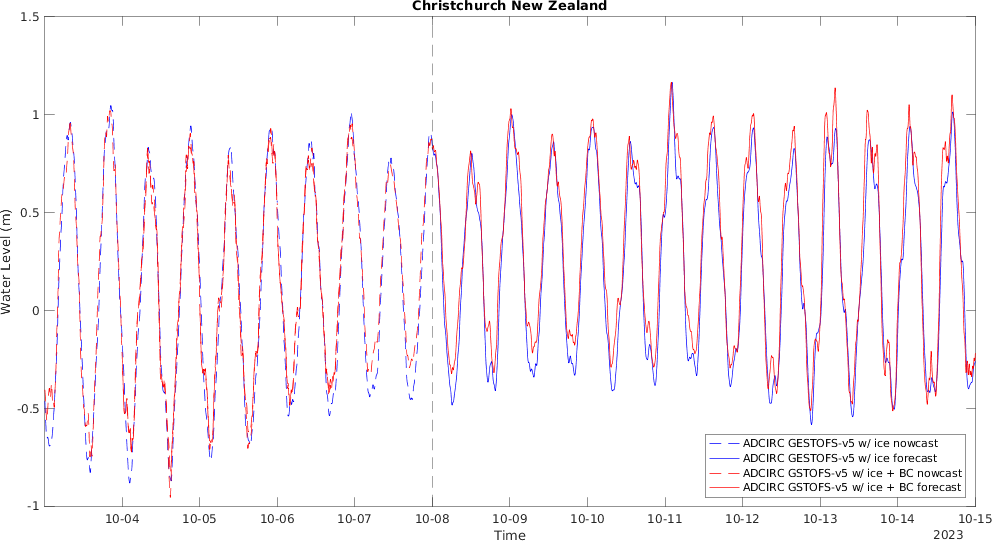 Christchurch New Zealand
1.5
1
0.5
0
-0.5
-1
Water Level (m)
ADCIRC GESTOFS-v5 w/ ice nowcast
ADCIRC GESTOFS-v5 w/ ice forecast
ADCIRC GSTOFS-v5 w/ ice + BC nowcast
ADCIRC GSTOFS-v5 w/ ice + BC forecast
10-04 10-05 10-06 10-07 10-08 10-09 10-10 10-11 10-12 10-13 10-14 10-15
Time
2023